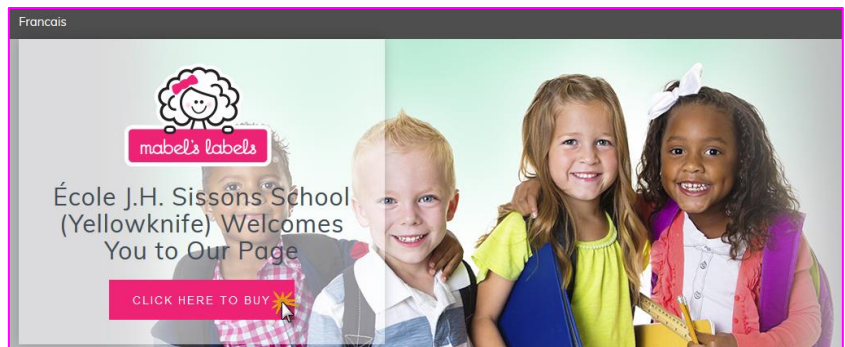 Francais
mabel's labels
École J.H. Sissons School
(Yellowknife) Welcomes
You to Our Page
CLICK HERE TO BUY